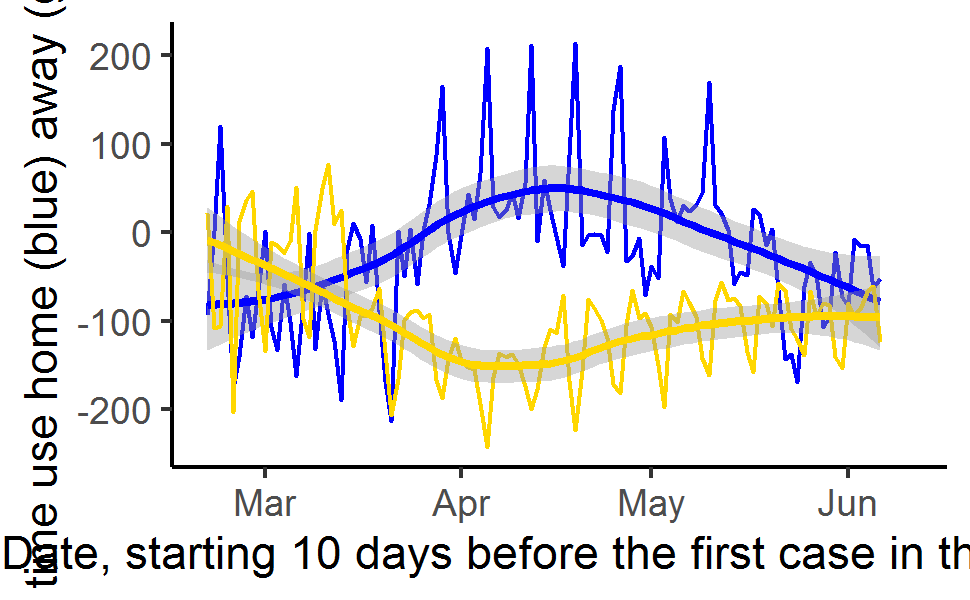 time use home (blue) away (
200
100
0
-100
-200
Mar Apr May Jun
Date, starting 10 days before the first case in th